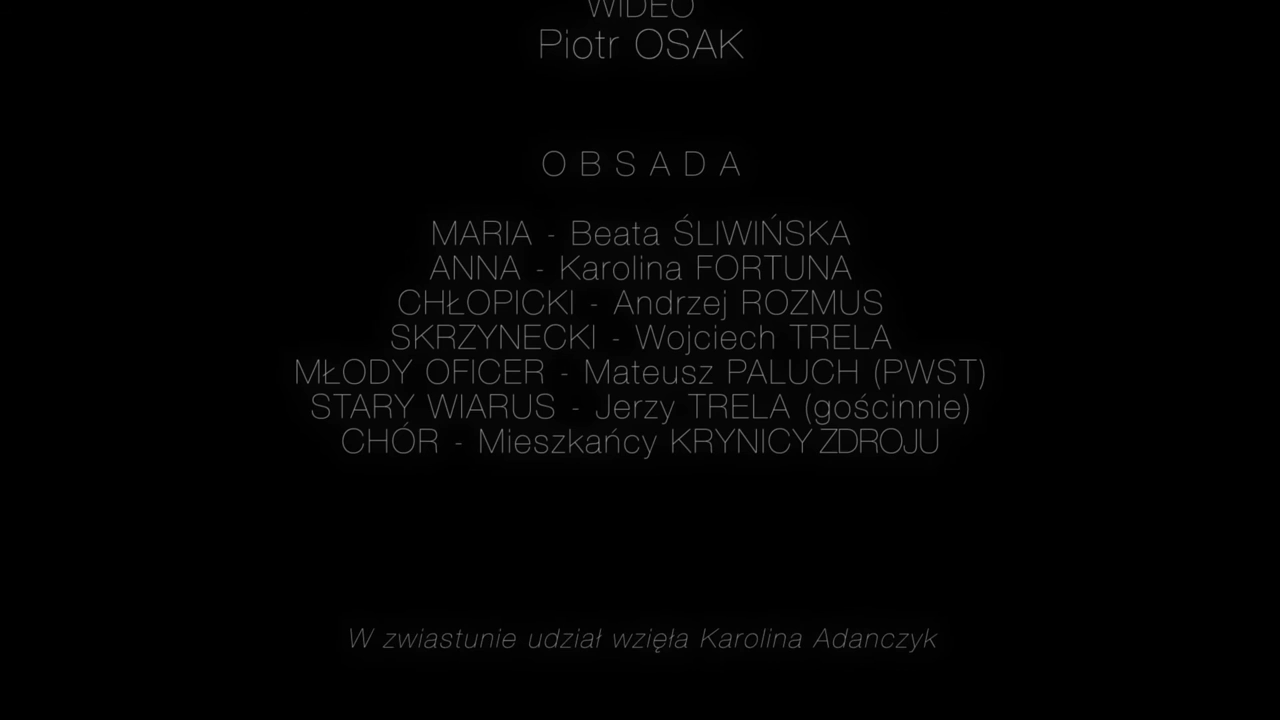 WIDEO
Piotr OSAK
O B S A D A
MARIA - Beata ŚLIWIŃSKA
ANNA - Karolina FORTUNA
CHŁOPICKI - Andrzej ROZMUS
SKRZYNECKI - Wojciech TRELA
MŁODY OFICER - Mateusz PALUCH (PWST)
STARY WIARUS - Jerzy TRELA (gościnnie)
CHÓR - Mieszkańcy KRYNICY ZDROJU
W zwiastunie udział wzięła Karolina Adanczyk